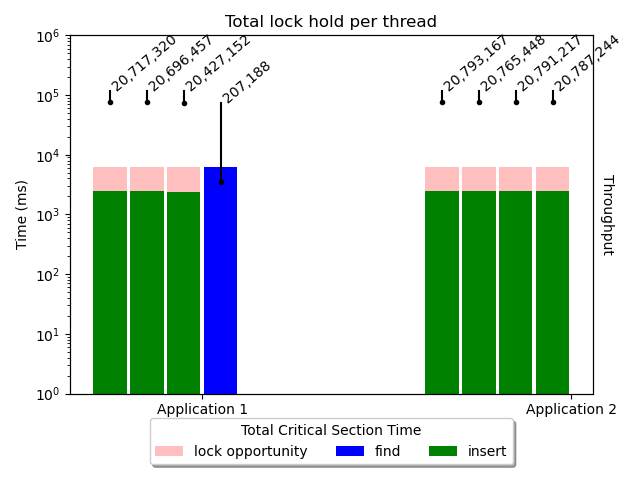 Total lock hold per thread
20,717,320
20,696,457
20,427,152
207,188
20,793,167
20,765,448
20,791,217
20,787,244
10^6
10^5
10^4
10^3
10^2
10^1
10^0
Time (ms)
Throughput
Application 1
Application 2
Total Critical Section Time
lock opportunity find insert